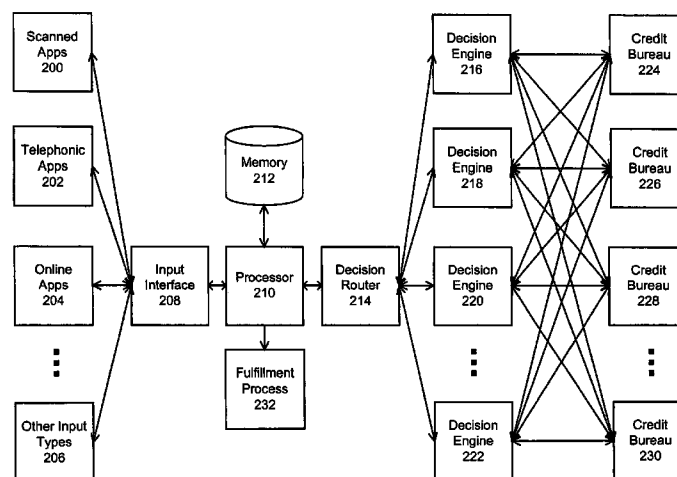 Scanned
Apps
200
Telephonic
Apps
202
Online
Apps
204
Other Input
Types
206
Input
Interface
208
Memory
212
Processor
210
Fulfillment
Process
232
Decision
Router
214
Decision
Engine
216
Decision
Engine
218
Decision
Engine
220
Decision
Engine
222
Credit
Bureau
224
Credit
Bureau
226
Credit
Bureau
228
Credit
Bureau
230